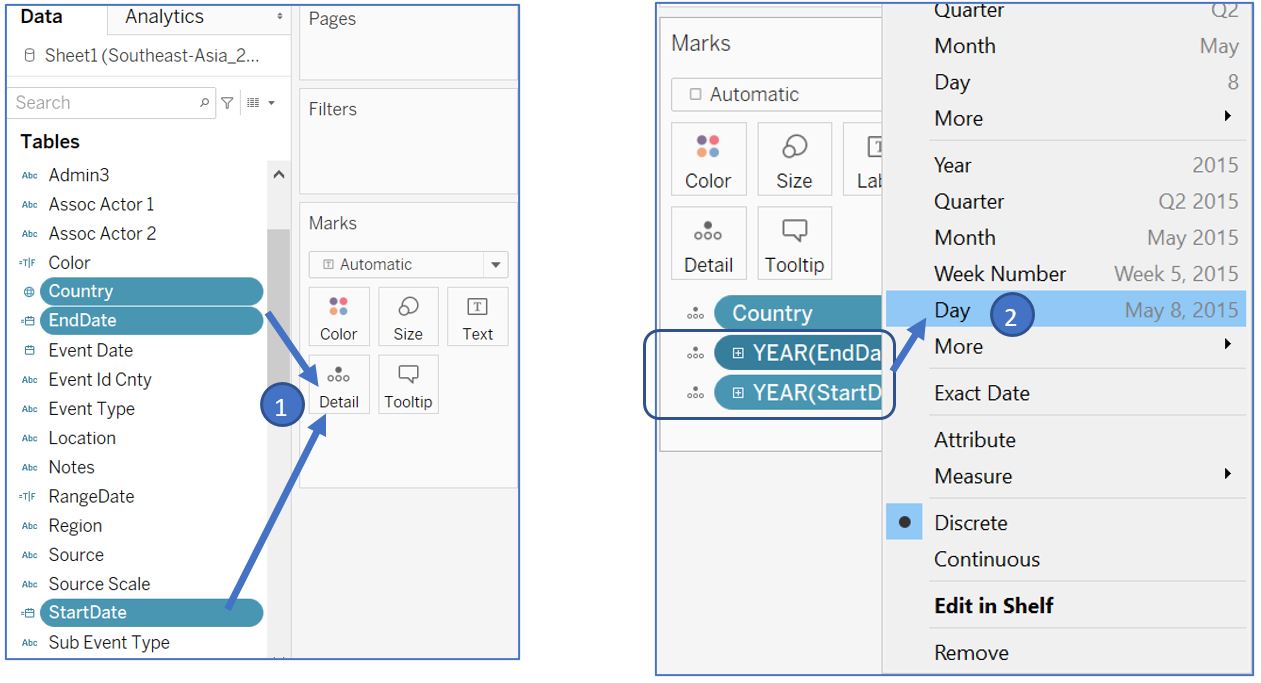 Data
Analytics
Sheet1 (Southeast-Asia_2...
Search
Tables
Abc Admin3
Abc Assoc Actor 1
Abc Assoc Actor 2
=T|F Color
Country
EndDate
Event Date
Abc Event Id Cnty
Abc Event Type
Abc Location
Abc Notes
=T|F RangeDate
Abc Region
Abc Source
Abc Source Scale
StartDate
Abc Sub Event Type
Pages
Filters
Marks
T Automatic
Color Size T Text
Detail Tooltip
1
Marks
Automatic
Color Size T Lab
Detail Tooltip
Country
YEAR(EndDa
YEAR(StartD
Quarter Q2
Month May
Day 8
More
Year 2015
Quarter Q2 2015
Month May 2015
Week Number Week 5, 2015
Day 2 May 8, 2015
More
Exact Date
Attribute
Measure
Discrete
Continuous
Edit in Shelf
Remove